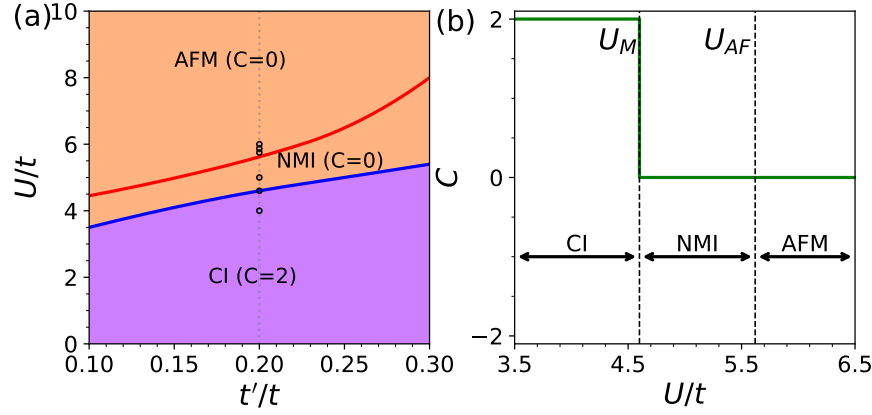 (a)
10
8
6
4
2
0
U/t
AFM (C=0)
NMI (C=0)
CI (C=2)
0.10 0.15 0.20 0.25 0.30
t′/t
(b)
2
0
−2
C
U_M
U_AF
CI
NMI
AFM
3.5 4.5 5.5 6.5
U/t